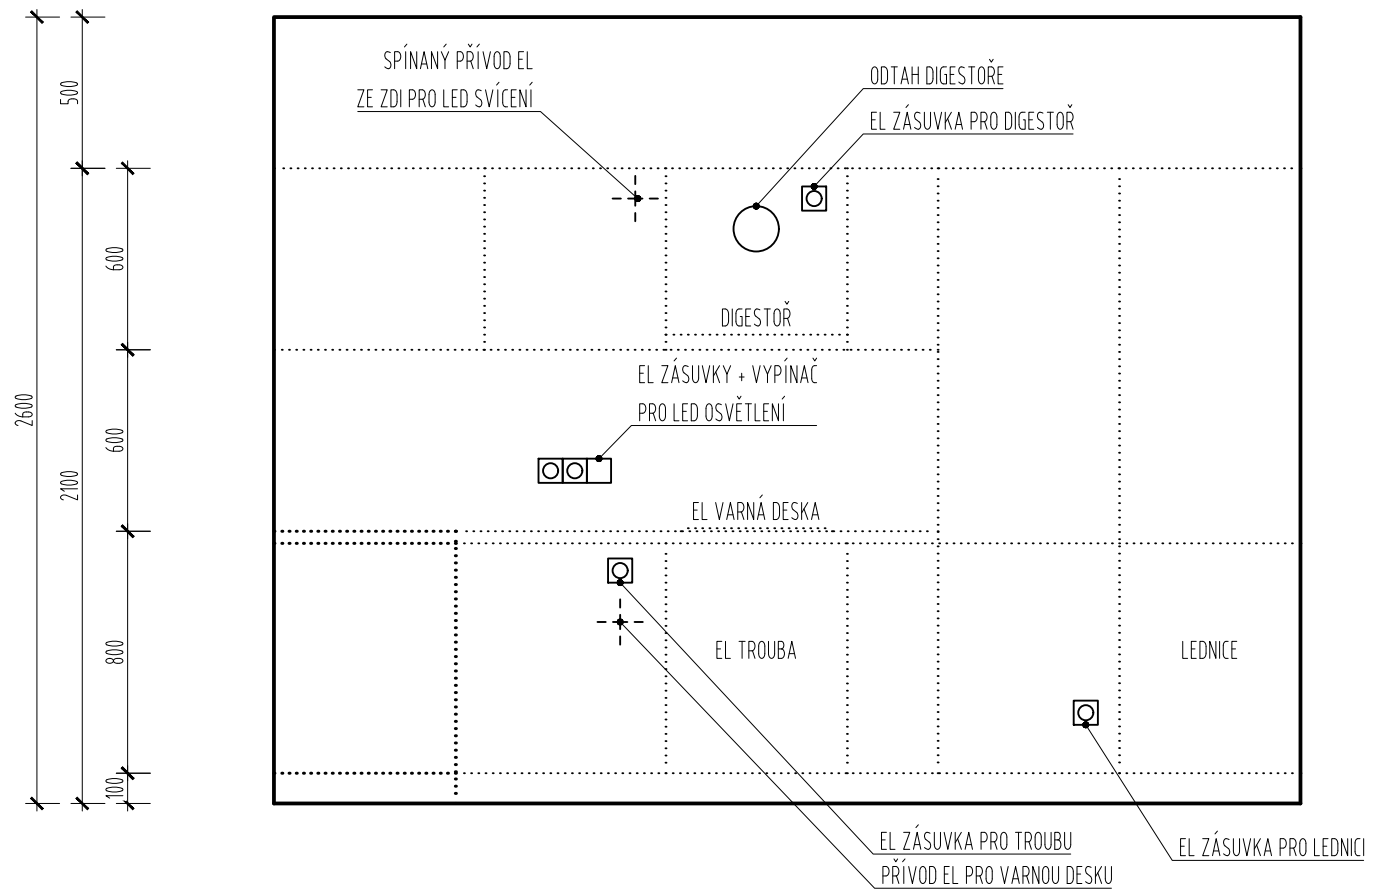 SPÍNANÝ PŘÍVOD EL
ZE ZDI PRO LED SVÍCENÍ
ODTAH DIGESTOŘE
EL ZÁSUVKA PRO DIGESTOŘ
500
600
DIGESTOŘ
EL ZÁSUVKY + VYPÍNAČ
PRO LED OSVĚTLENÍ
2600
600
2100
EL VARNÁ DESKA
800
EL TROUBA
LEDNICE
100
EL ZÁSUVKA PRO TROUBU
PŘÍVOD EL PRO VARNOU DESKU
EL ZÁSUVKA PRO LEDNICI